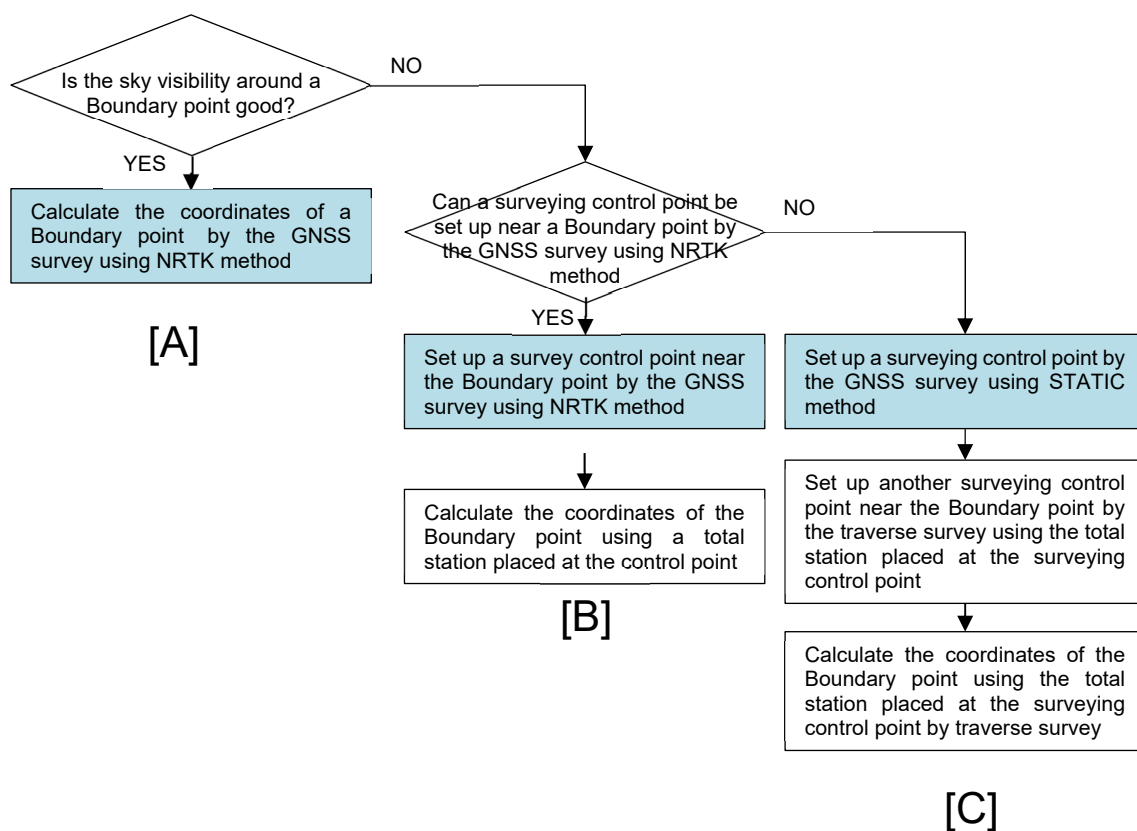 Is the sky visibility around a
Boundary point good?
NO
YES
Calculate the coordinates of a
Boundary point by the GNSS
survey using NRTK method
[A]
Can a surveying control point be
set up near a Boundary point by
the GNSS survey using NRTK
method
NO
YES
Set up a survey control point near
the Boundary point by the GNSS
survey using NRTK method
Calculate the coordinates of the
Boundary point using a total
station placed at the control point
[B]
Set up a surveying control point by
the GNSS survey using STATIC
method
Set up another surveying control
point near the Boundary point by
the traverse survey using the total
station placed at the surveying
control point
Calculate the coordinates of the
Boundary point using the total
station placed at the surveying
control point by traverse survey
[C]